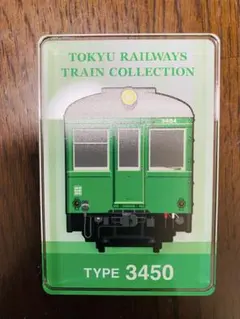 TOKYU RAILWAYS
TRAIN COLLECTION
TYPE 3450